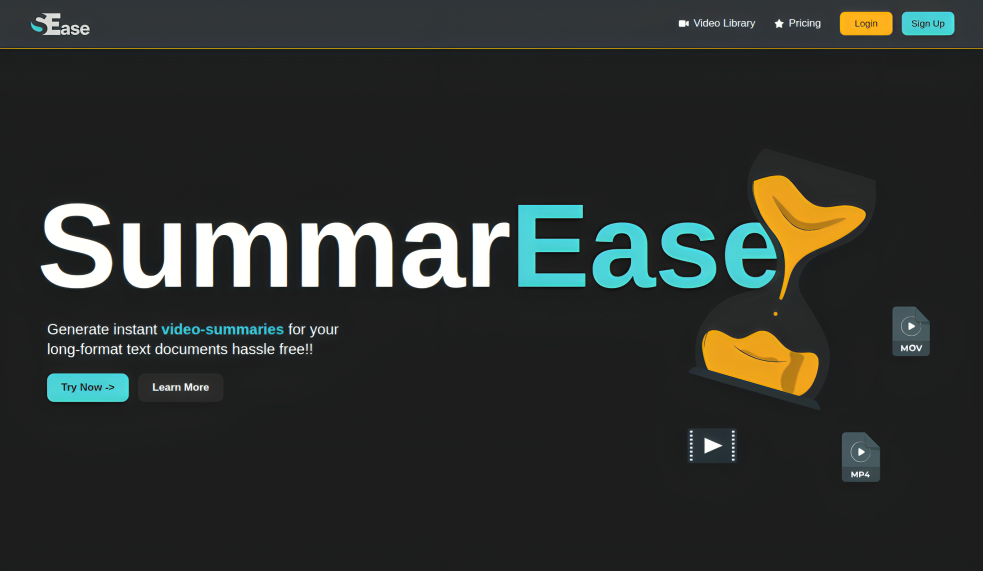 SEase
Video Library
Pricing
Login
Sign Up
SummarEase
Generate instant video-summaries for your
long-format text documents hassle free!!
Try Now ->
Learn More
MOV
MP4